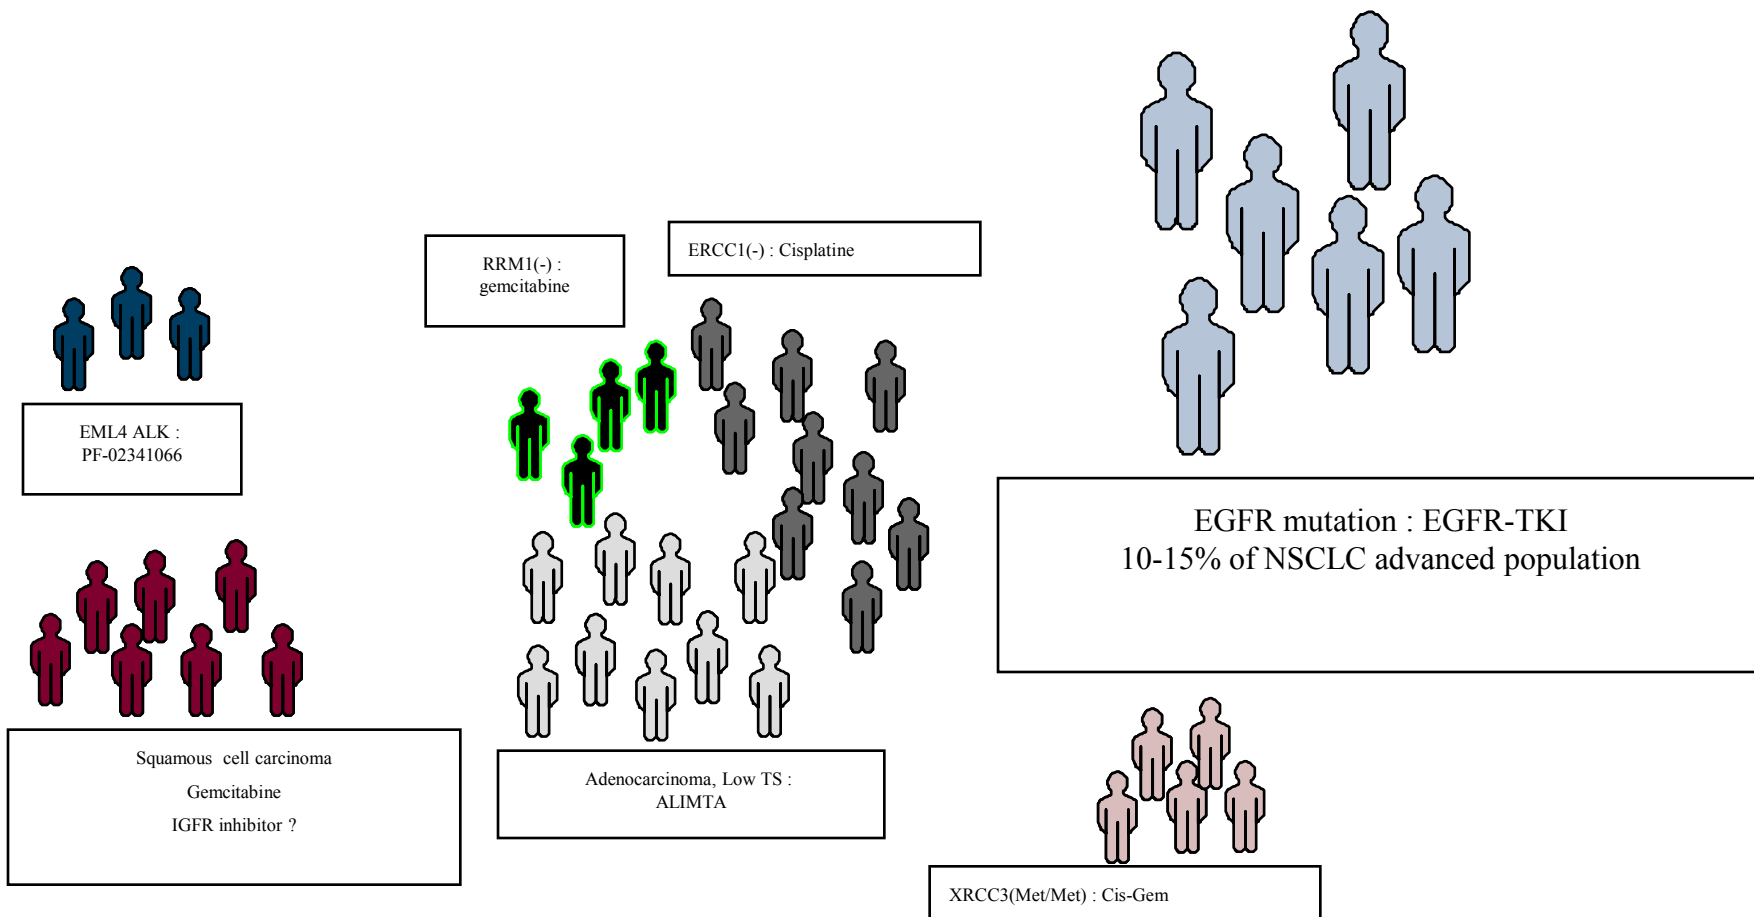 RRM1(-) :
gemcitabine
ERCC1(-) : Cisplatine
EML4 ALK :
PF-02341066
EGFR mutation : EGFR-TKI
10-15% of NSCLC advanced population
Squamous cell carcinoma
Gemcitabine
IGFR inhibitor ?
Adenocarcinoma, Low TS :
ALIMTA
XRCC3(Met/Met) : Cis-Gem